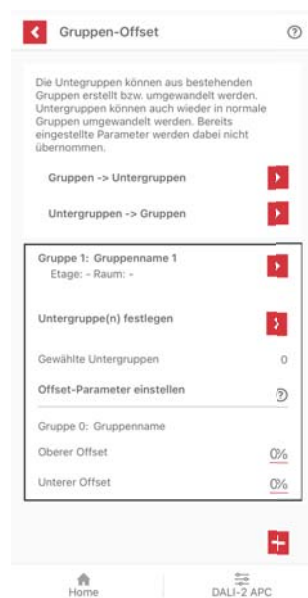 Gruppen-Offset
Die Untegruppen können aus bestehenden
Gruppen erstellt bzw. umgewandelt werden.
Untergruppen können auch wieder in normale
Gruppen umgewandelt werden. Bereits
eingestellte Parameter werden dabei nicht
übernommen.
Gruppen -> Untergruppen
Untergruppen -> Gruppen
Gruppe 1: Gruppenname 1
Etage: - Raum: -
Untergruppe(n) festlegen
Gewählte Untergruppen 0
Offset-Parameter einstellen
Gruppe 0: Gruppenname
Oberer Offset 0%
Unterer Offset 0%
Home DALI-2 APC